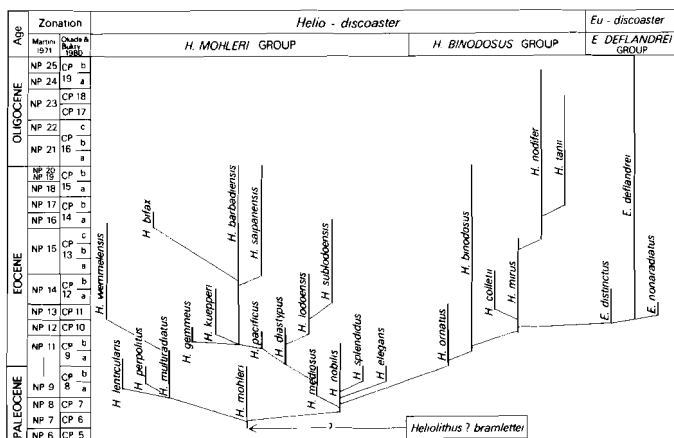 Age
Zonation
Martini 1971
Okada & Bukry 1980
Helio - discoaster
Eu - discoaster
H. MOHLERI GROUP
H. BINODOSUS GROUP
E. DEFLANDREI GROUP
OLIGOCENE
EOCENE
PALEOCENE
NP 25
NP 24
NP 23
NP 22
NP 21
NP 20
NP 19
NP 18
NP 17
NP 16
NP 15
NP 14
NP 13
NP 12
NP 11
NP 9
NP 8
NP 7
NP 6
CP 19 b a
CP 18
CP 17
CP 16 c b a
CP 15 b a
CP 14 b a
CP 13 c b a
CP 12 b a
CP 11
CP 10
CP 9 b a
CP 8 b a
CP 7
CP 6
CP 5
H. lenticularis
H. perpolitus
H. multiradiatus
H. wemmelensis
H. bifax
H. gemmeus
H. kuepperi
H. barbadiensis
H. saipanensis
H. pacificus
H. mohleri
H. diastypus
H. lodoensis
H. sublodoensis
H. mediosus
H. nobilis
H. splendidus
H. elegans
H. ornatus
H. binodosus
H. colletii
H. mirus
H. nodifer
H. tanii
E. distinctus
E. deflandrei
E. nonaradiatus
?
Heliolithus ? bramlettei